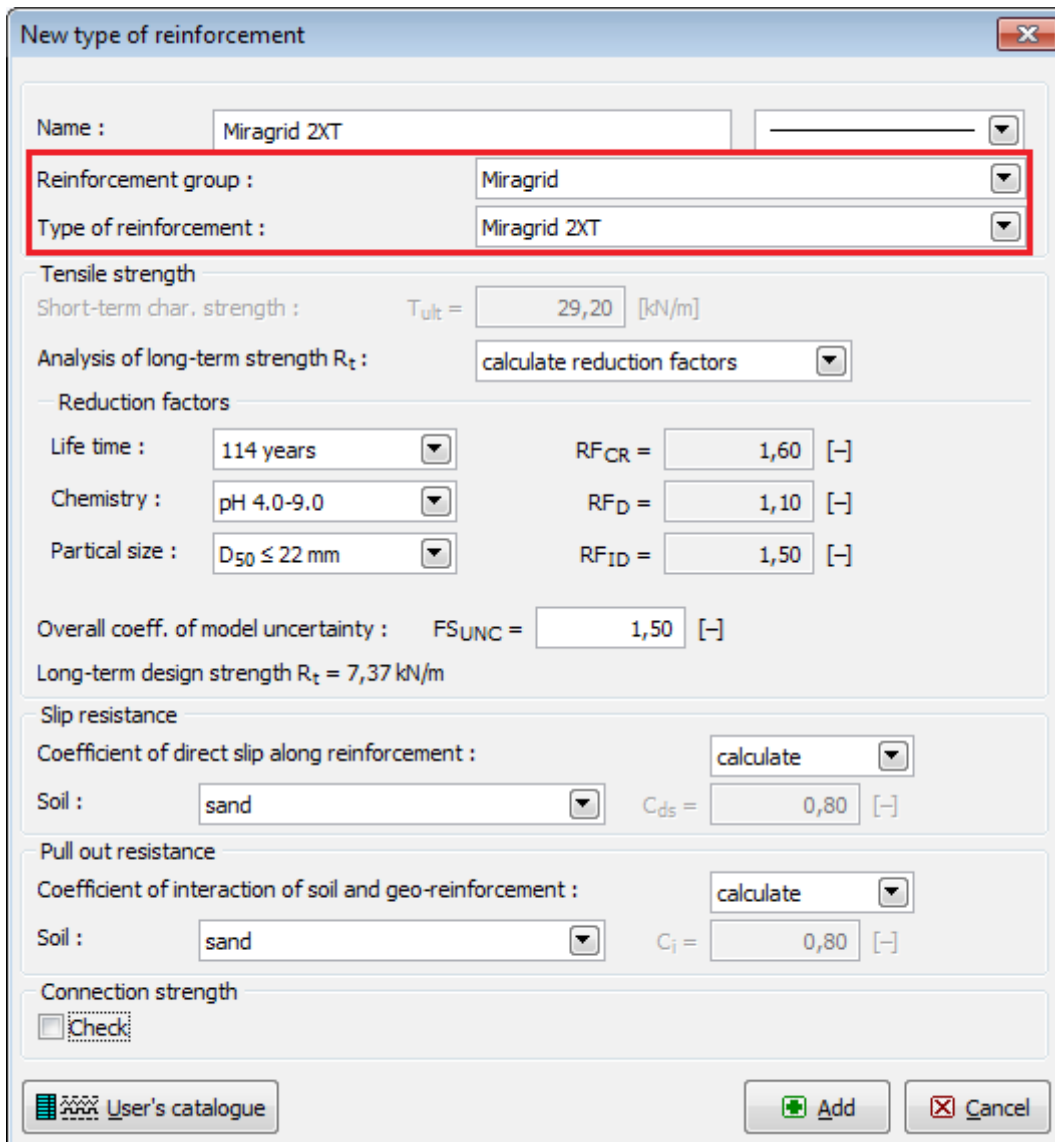 New type of reinforcement
Name : Miragrid 2XT
Reinforcement group : Miragrid
Type of reinforcement : Miragrid 2XT
Tensile strength
Short-term char. strength : Tult = 29,20 [kN/m]
Analysis of long-term strength Rt : calculate reduction factors
Reduction factors
Life time : 114 years RFCR = 1,60 [–]
Chemistry : pH 4.0-9.0 RFD = 1,10 [–]
Partical size : D50 ≤ 22 mm RFID = 1,50 [–]
Overall coeff. of model uncertainty : FSUNC = 1,50 [–]
Long-term design strength Rt = 7,37 kN/m
Slip resistance
Coefficient of direct slip along reinforcement : calculate
Soil : sand Cds = 0,80 [–]
Pull out resistance
Coefficient of interaction of soil and geo-reinforcement : calculate
Soil : sand Ci = 0,80 [–]
Connection strength
Check
User's catalogue Add Cancel